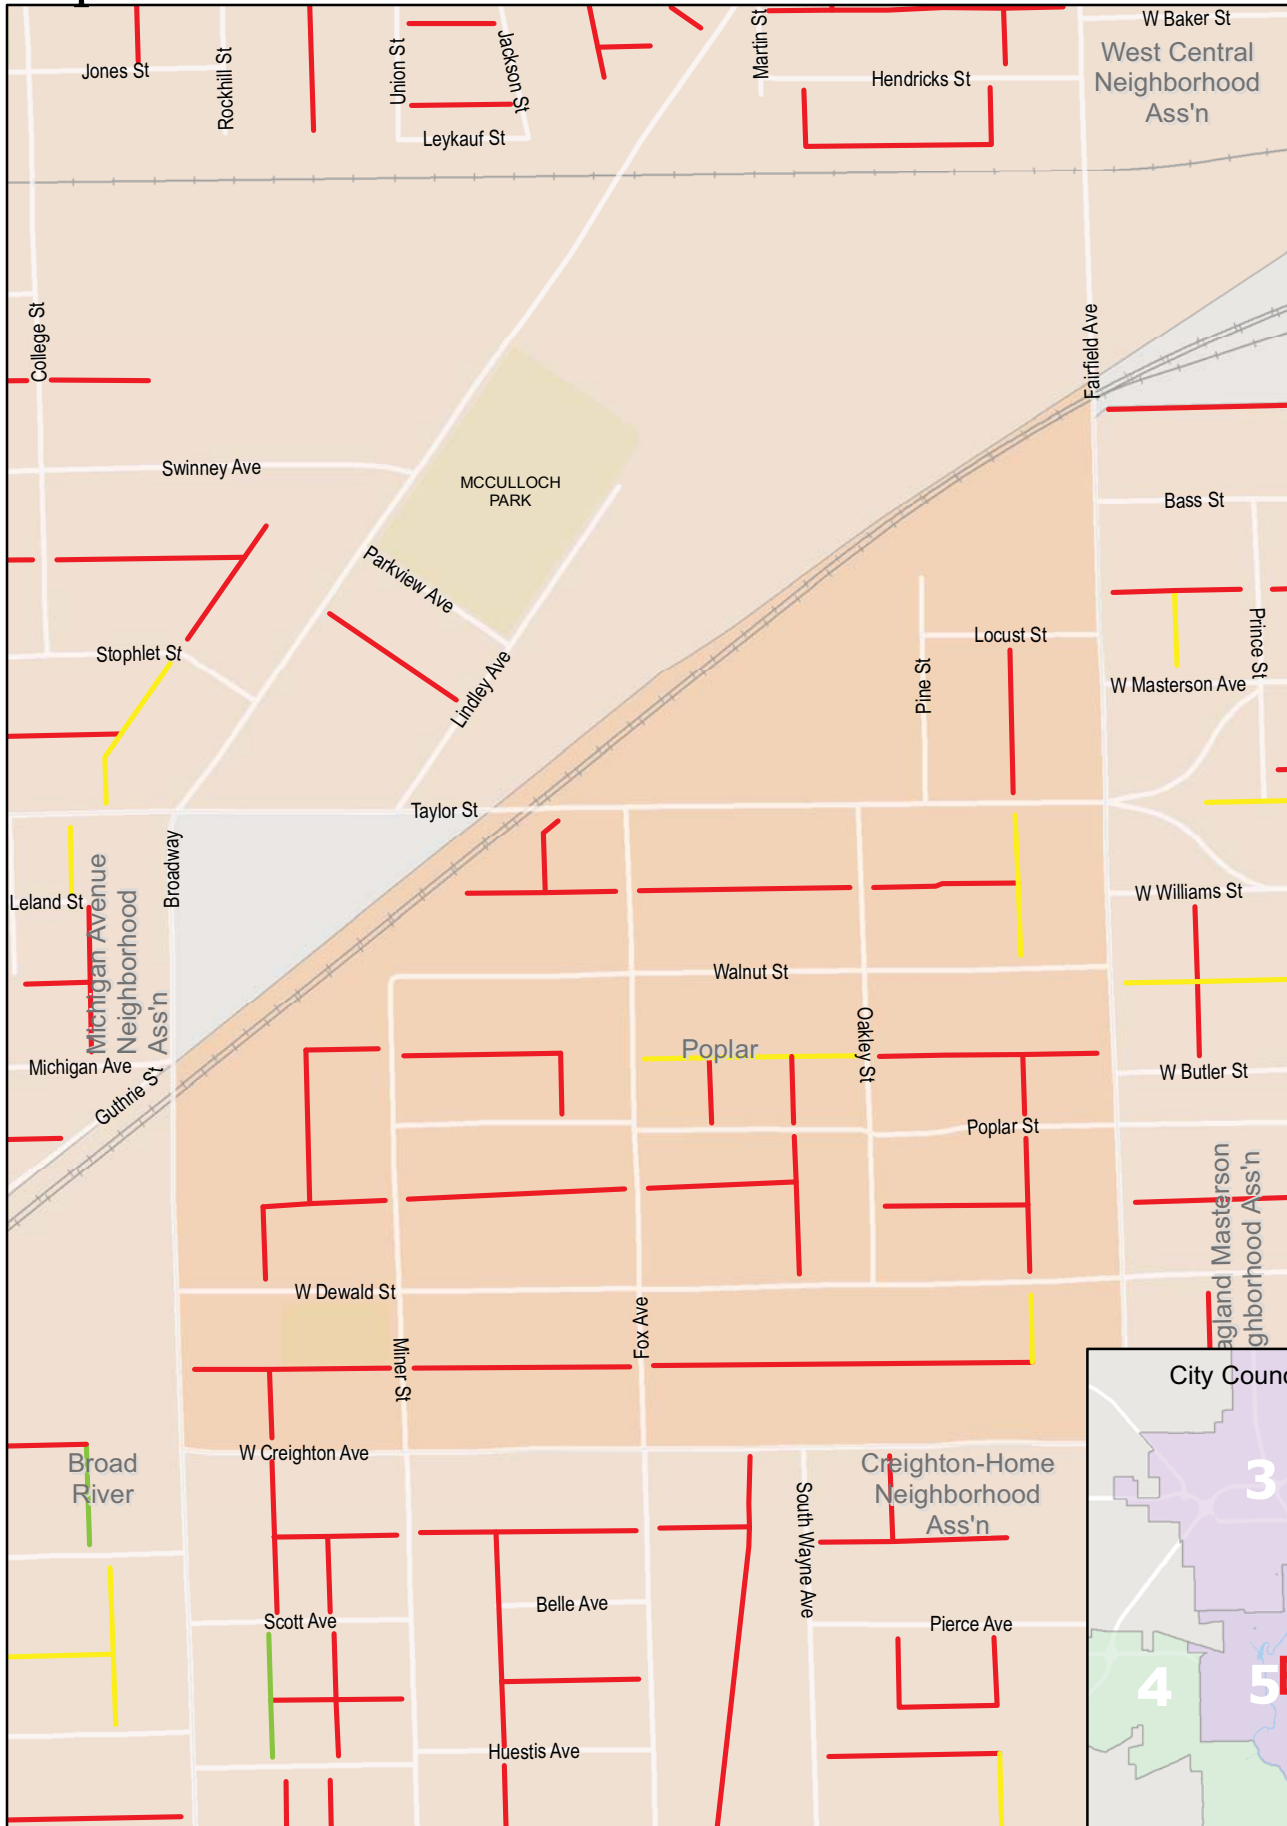 W Baker St
Jones St
Rockhill St
Union St
Jackson St
Martin St
Hendricks St
West Central
Neighborhood
Ass'n
Leykauf St
College St
Fairfield Ave
Swinney Ave
MCCULLOCH
PARK
Bass St
Parkview Ave
Locust St
Prince St
Stophlet St
Lindley Ave
Pine St
W Masterson Ave
Taylor St
Broadway
Leland St
Michigan Avenue
Neighborhood
Ass'n
W Williams St
Walnut St
Oakley St
Poplar
Michigan Ave
Guthrie St
W Butler St
Poplar St
agland Masterson
ghborhood Ass'n
W Dewald St
Miner St
Fox Ave
City Counc
W Creighton Ave
Broad
River
Creighton-Home
Neighborhood
Ass'n
3
South Wayne Ave
Belle Ave
Scott Ave
Pierce Ave
4
5
Huestis Ave